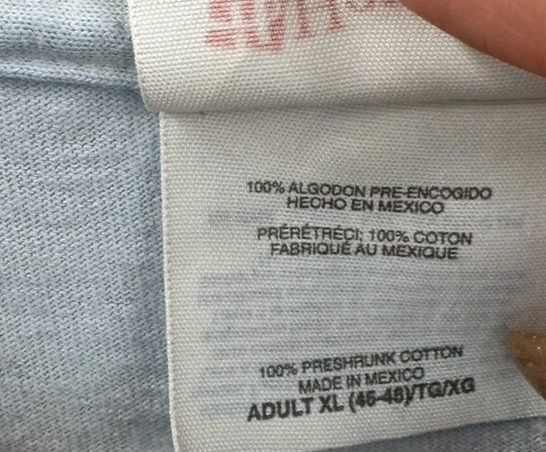 100% ALGODON PRE-ENCOGIDO
HECHO EN MEXICO
PRÉRÉTRÉCI; 100% COTON
FABRIQUÉ AU MEXIQUE
100% PRESHRUNK COTTON
MADE IN MEXICO
ADULT XL (46-48)/TG/XG